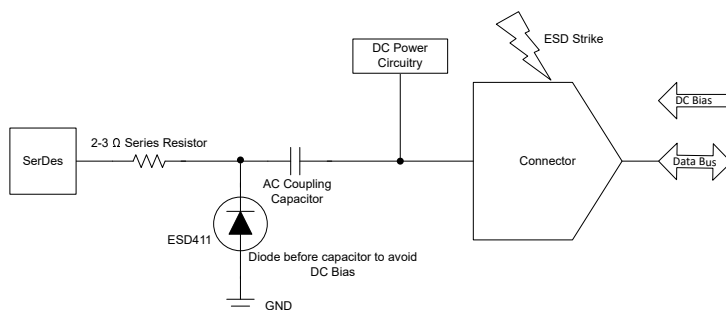 ESD Strike
DC Power
Circuitry
DC Bias
2-3 Ω Series Resistor
SerDes
Connector
Data Bus
AC Coupling
Capacitor
ESD411
Diode before capacitor to avoid
DC Bias
GND